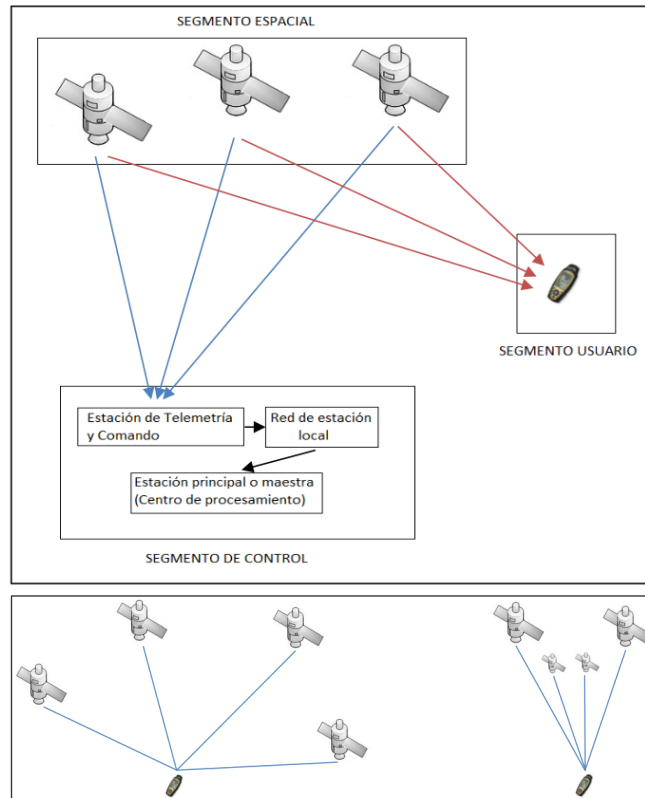 SEGMENTO ESPACIAL
SEGMENTO USUARIO
Estación de Telemetría
y Comando
Red de estación
local
Estación principal o maestra
(Centro de procesamiento)
SEGMENTO DE CONTROL